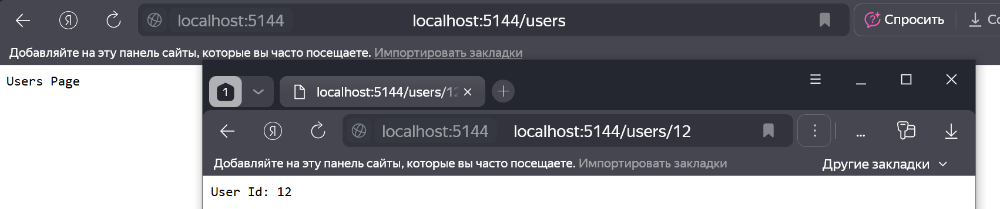 Я localhost:5144 localhost:5144/users Спросить
Добавляйте на эту панель сайты, которые вы часто посещаете. Импортировать закладки
Users Page
1 localhost:5144/users/12
Я localhost:5144 localhost:5144/users/12 ...
Добавляйте на эту панель сайты, которые вы часто посещаете. Импортировать закладки Другие закладки
User Id: 12